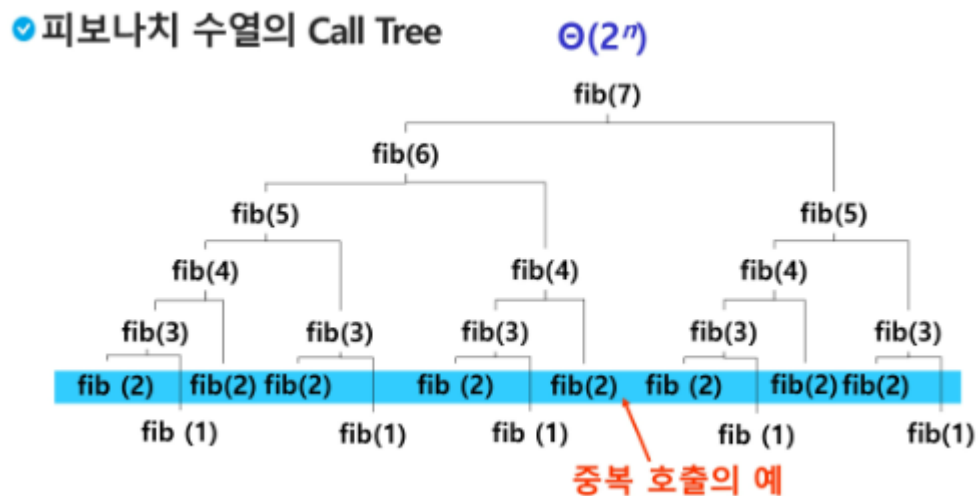 피보나치 수열의 Call Tree Θ(2ⁿ)
fib(7)
fib(6)
fib(5) fib(5)
fib(4) fib(4) fib(4)
fib(3) fib(3) fib(3) fib(3) fib(3)
fib (2) fib(2) fib(2) fib (2) fib(2) fib (2) fib(2) fib(2)
fib (1) fib(1) fib (1) fib (1) fib(1)
중복 호출의 예